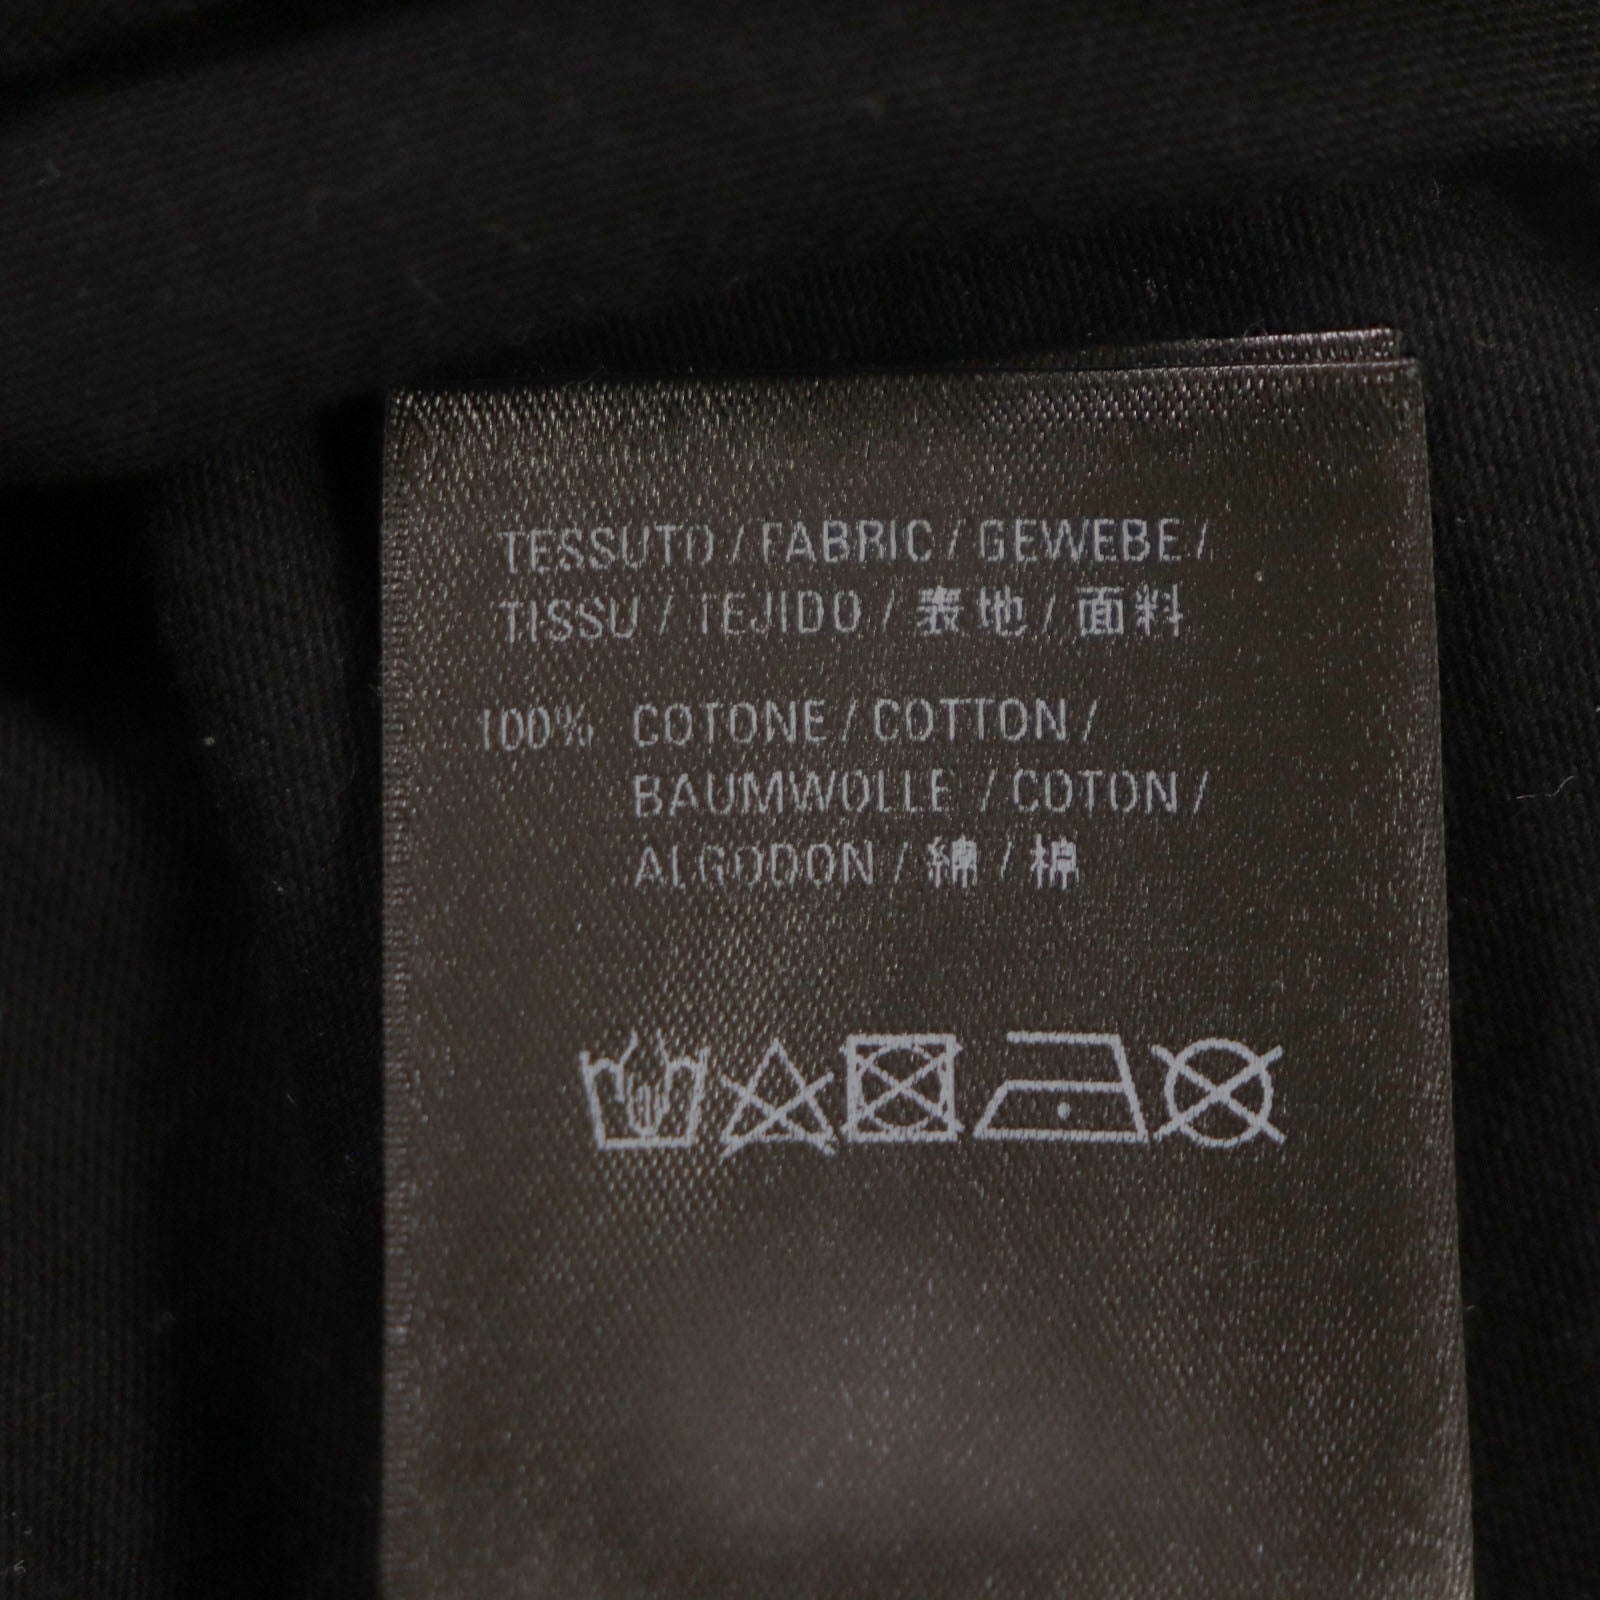 TESSUTO / FABRIC / GEWEBE /
TISSU / TEJIDO / 表地 / 面料
100% COTONE / COTTON /
BAUMWOLLE / COTON /
ALGODON / 綿 / 棉